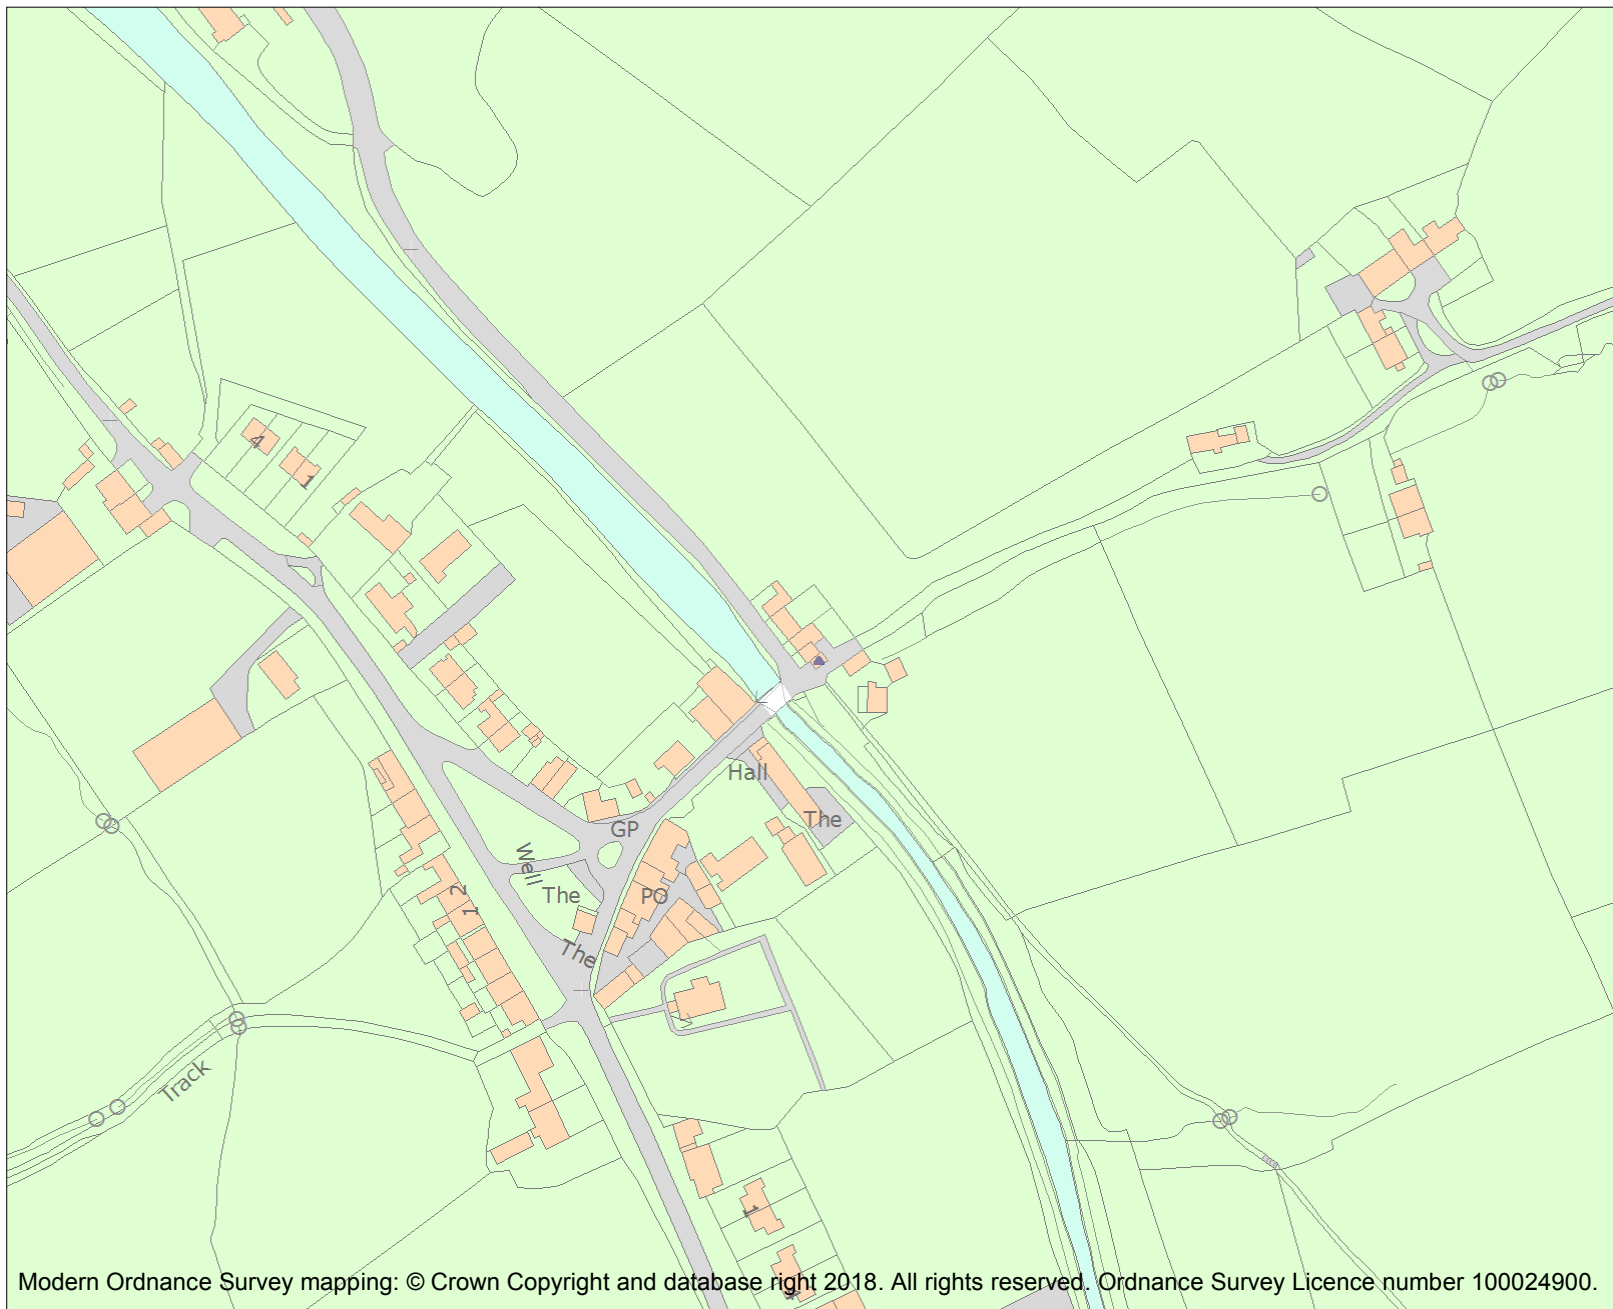 4
1
Hall
The
GP
Well
The
PO
2
1
The
Track
1
4
Modern Ordnance Survey mapping: © Crown Copyright and database right 2018. All rights reserved. Ordnance Survey Licence number 100024900.